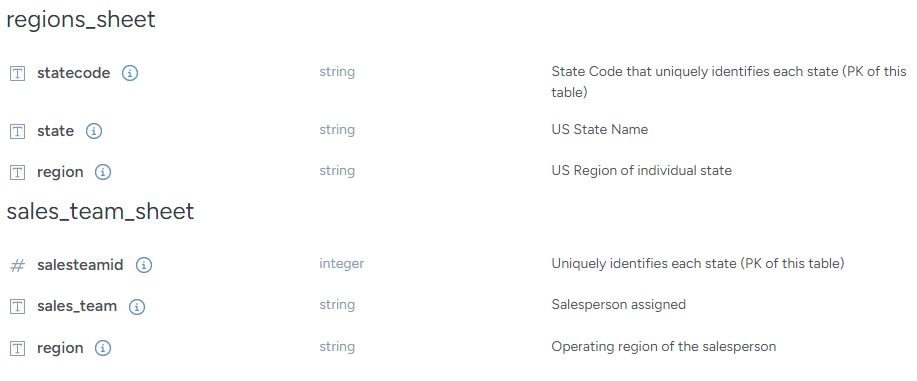 regions_sheet
T statecode i string State Code that uniquely identifies each state (PK of this
table)
T state i string US State Name
T region i string US Region of individual state
sales_team_sheet
# salesteamid i integer Uniquely identifies each state (PK of this table)
T sales_team i string Salesperson assigned
T region i string Operating region of the salesperson